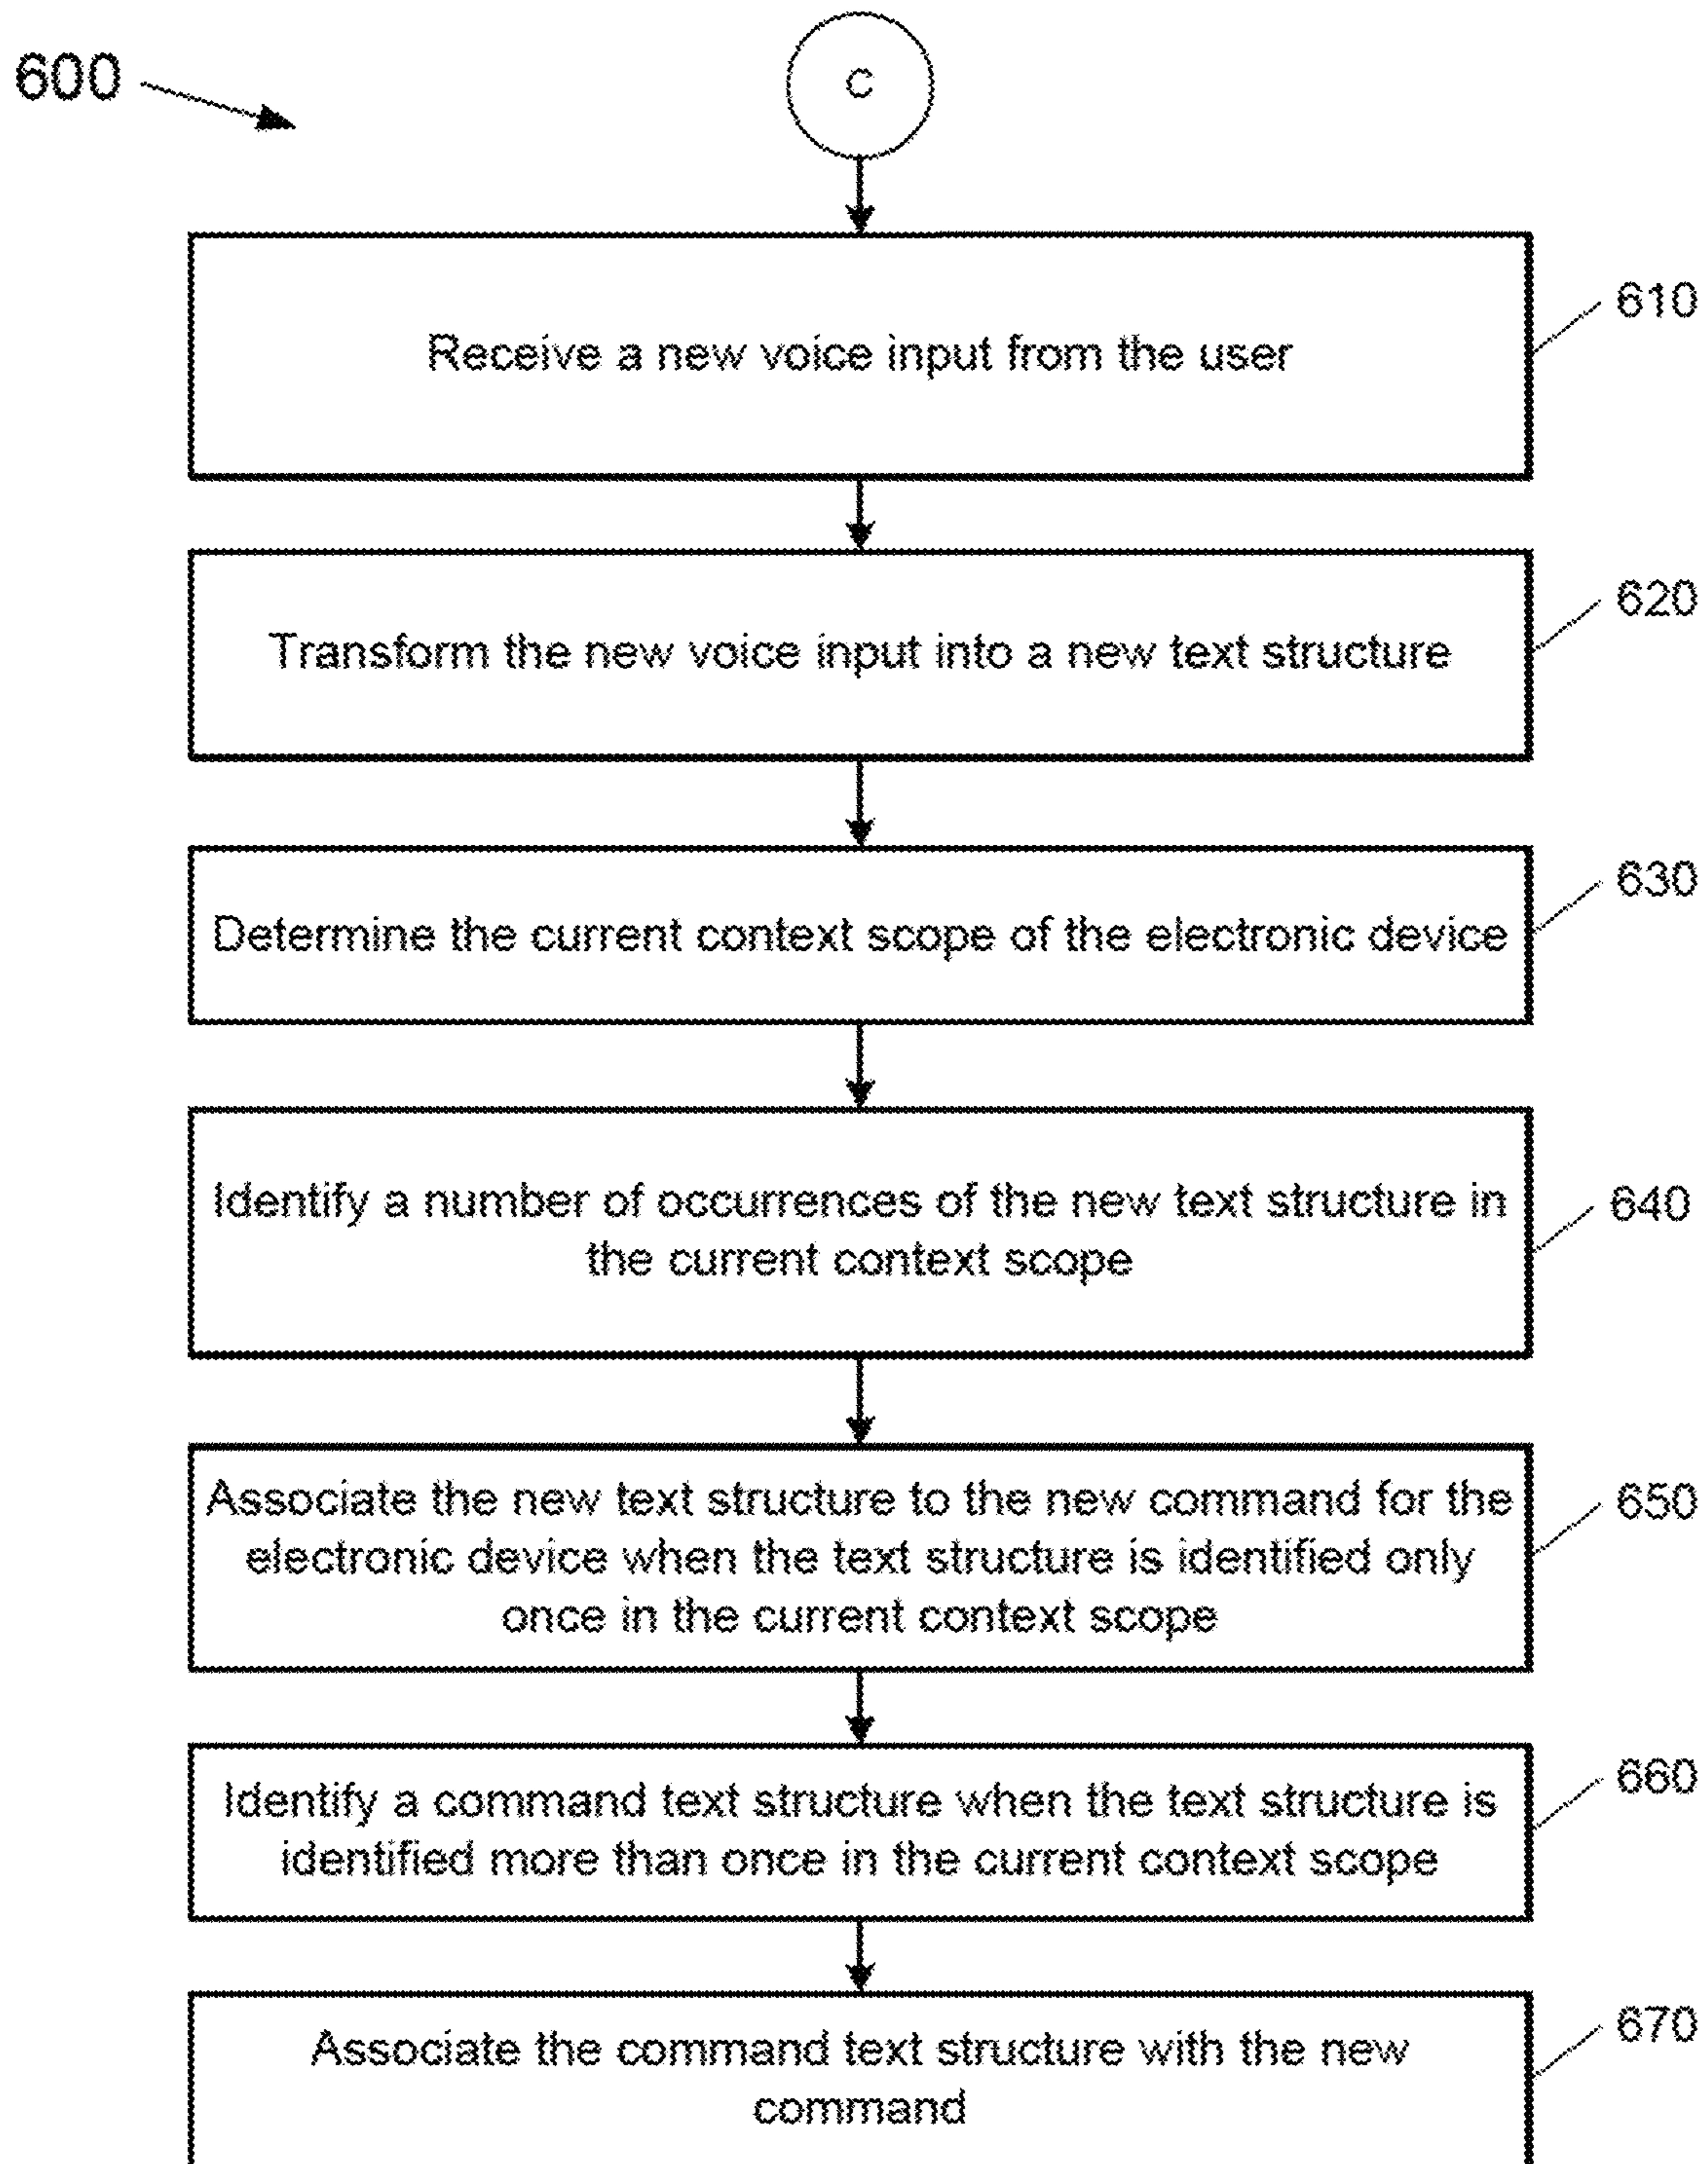 600
C
Receive a new voice input from the user
610
Transform the new voice input into a new text structure
620
Determine the current context scope of the electronic device
630
Identify a number of occurrences of the new text structure in
the current context scope
640
Associate the new text structure to the new command for the
electronic device when the text structure is identified only
once in the current context scope
650
Identify a command text structure when the text structure is
identified more than once in the current context scope
660
Associate the command text structure with the new
command
670